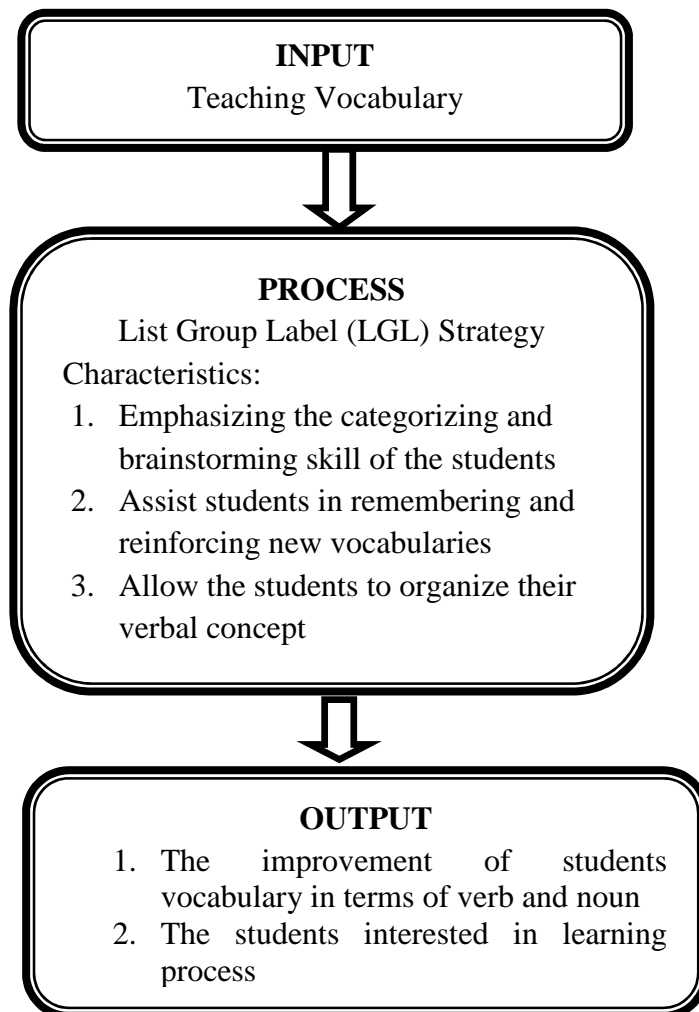 INPUT
Teaching Vocabulary
PROCESS
List Group Label (LGL) Strategy
Characteristics:
1. Emphasizing the categorizing and
brainstorming skill of the students
2. Assist students in remembering and
reinforcing new vocabularies
3. Allow the students to organize their
verbal concept
OUTPUT
1. The improvement of students
vocabulary in terms of verb and noun
2. The students interested in learning
process